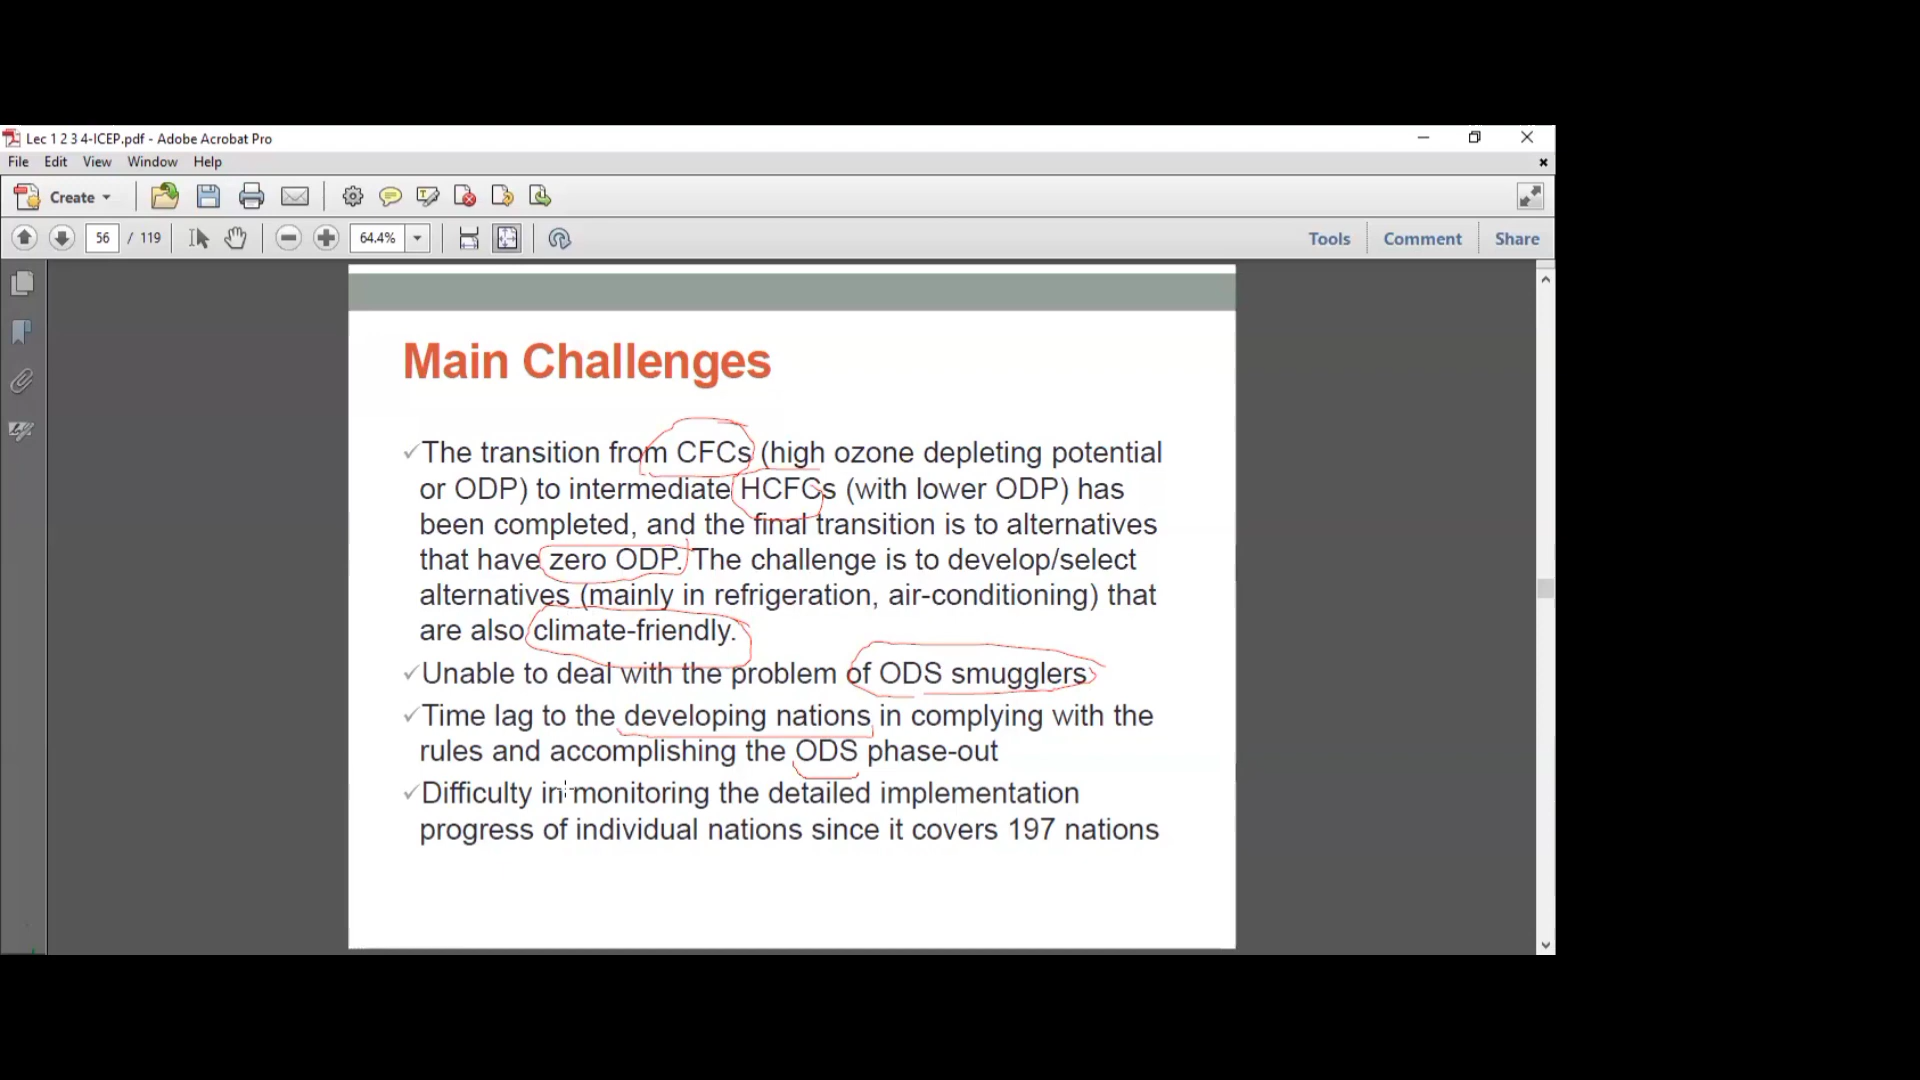 Lec 1 2 3 4-ICEP.pdf - Adobe Acrobat Pro
File Edit View Window Help
Create
56 / 119 64.4% Tools Comment Share
Main Challenges
✓The transition from CFCs (high ozone depleting potential
or ODP) to intermediate HCFCs (with lower ODP) has
been completed, and the final transition is to alternatives
that have zero ODP. The challenge is to develop/select
alternatives (mainly in refrigeration, air-conditioning) that
are also climate-friendly.
✓Unable to deal with the problem of ODS smugglers
✓Time lag to the developing nations in complying with the
rules and accomplishing the ODS phase-out
✓Difficulty in monitoring the detailed implementation
progress of individual nations since it covers 197 nations